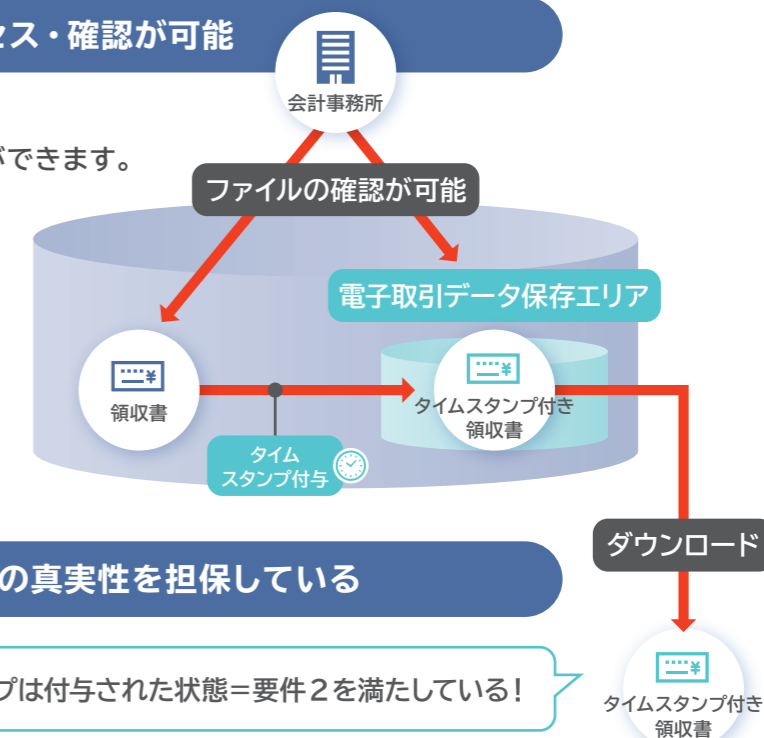 セス・確認が可能
会計事務所
ができます。
ファイルの確認が可能
電子取引データ保存エリア
¥
領収書
¥
タイムスタンプ付き
領収書
タイム
スタンプ付与
ダウンロード
の真実性を担保している
プは付与された状態＝要件２を満たしている！
¥
タイムスタンプ付き
領収書